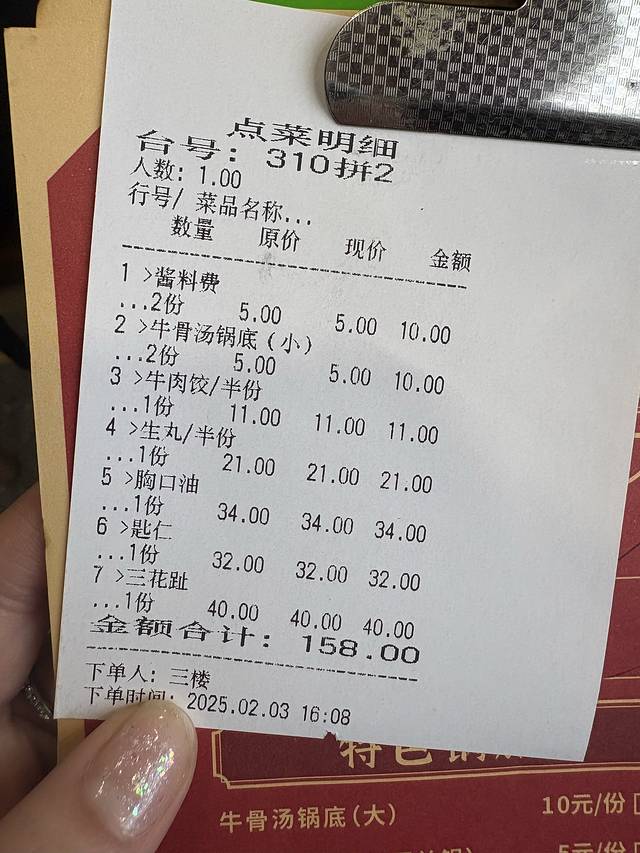 点菜明细
台号: 310拼2
人数: 1.00
行号/ 菜品名称...
数量 原价 现价 金额
1 >酱料费
...2份 5.00 5.00 10.00
2 >牛骨汤锅底(小)
...2份 5.00 5.00 10.00
3 >牛肉饺/半份
...1份 11.00 11.00 11.00
4 >生丸/半份
...1份 21.00 21.00 21.00
5 >胸口油
...1份 34.00 34.00 34.00
6 >匙仁
...1份 32.00 32.00 32.00
7 >三花趾
...1份 40.00 40.00 40.00
金额合计: 158.00
下单人: 三楼
下单时间: 2025.02.03 16:08
牛骨汤锅底(大) 10元/份
5元/份